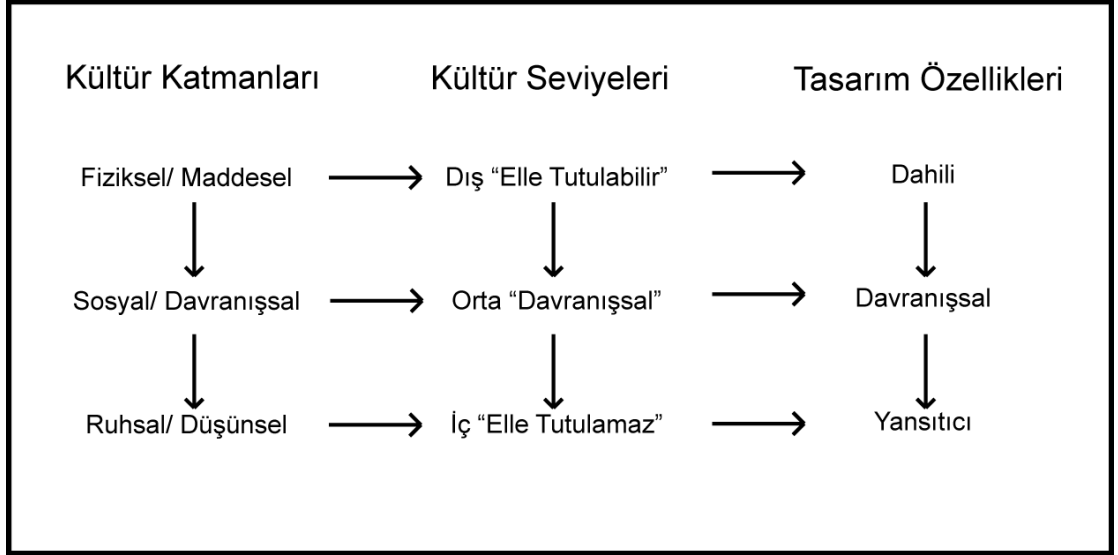 Kültür Katmanları Kültür Seviyeleri Tasarım Özellikleri
Fiziksel/ Maddesel Dış “Elle Tutulabilir” Dahili
Sosyal/ Davranışsal Orta “Davranışsal” Davranışsal
Ruhsal/ Düşünsel İç “Elle Tutulamaz” Yansıtıcı